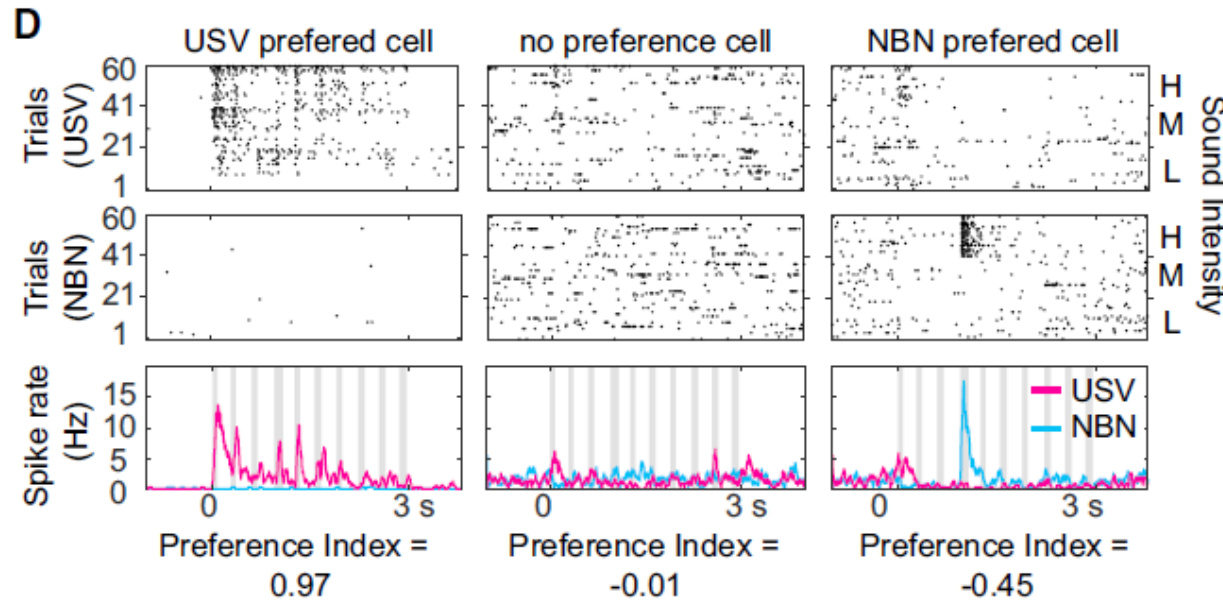 D
USV prefered cell
no preference cell
NBN prefered cell
Trials
(USV)
60
41
21
1
H
M
L
Sound Intensity
Trials
(NBN)
60
41
21
1
H
M
L
Spike rate
(Hz)
15
10
5
0
USV
NBN
0 3 s
0 3 s
0 3 s
Preference Index =
0.97
Preference Index =
-0.01
Preference Index =
-0.45